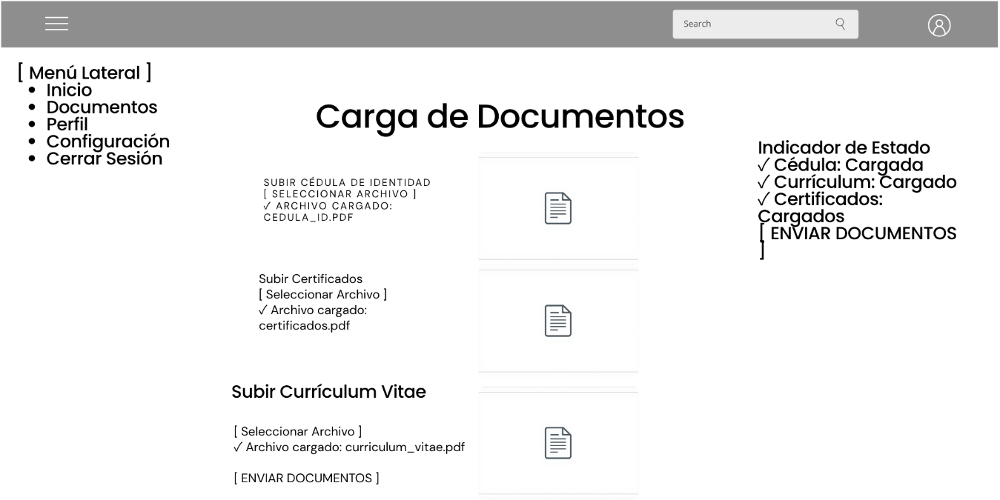 Search
[ Menú Lateral ]
• Inicio
• Documentos
• Perfil
• Configuración
• Cerrar Sesión
Carga de Documentos
SUBIR CÉDULA DE IDENTIDAD
[ SELECCIONAR ARCHIVO ]
✓ ARCHIVO CARGADO:
CEDULA_ID.PDF
Subir Certificados
[ Seleccionar Archivo ]
✓ Archivo cargado:
certificados.pdf
Subir Currículum Vitae
[ Seleccionar Archivo ]
✓ Archivo cargado: curriculum_vitae.pdf
[ ENVIAR DOCUMENTOS ]
Indicador de Estado
✓ Cédula: Cargada
✓ Currículum: Cargado
✓ Certificados:
Cargados
[ ENVIAR DOCUMENTOS
]